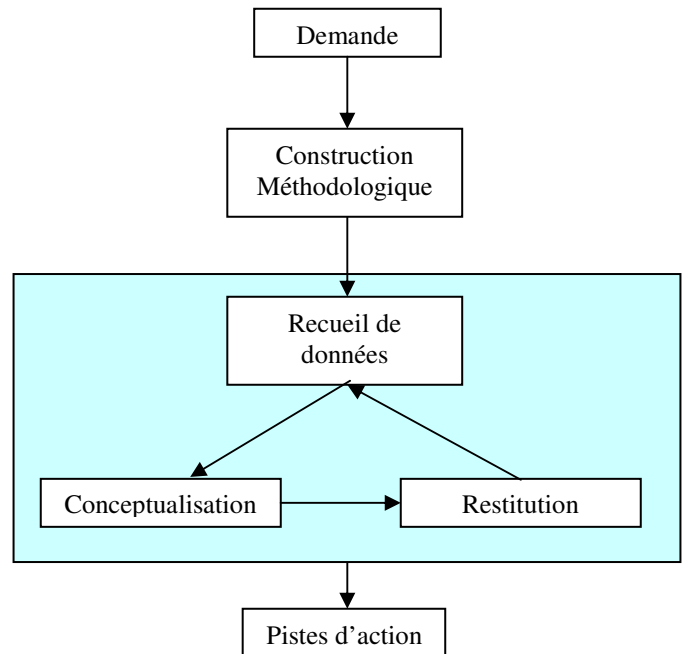 Demande
Construction
Méthodologique
Recueil de
données
Conceptualisation
Restitution
Pistes d’action